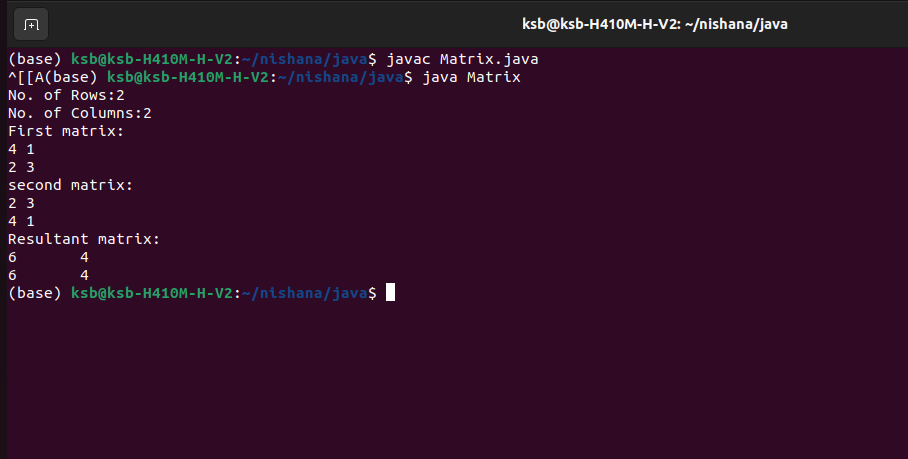 ksb@ksb-H410M-H-V2: ~/nishana/java
(base) ksb@ksb-H410M-H-V2:~/nishana/java$ javac Matrix.java
^[[A(base) ksb@ksb-H410M-H-V2:~/nishana/java$ java Matrix
No. of Rows:2
No. of Columns:2
First matrix:
4 1
2 3
second matrix:
2 3
4 1
Resultant matrix:
6       4
6       4
(base) ksb@ksb-H410M-H-V2:~/nishana/java$